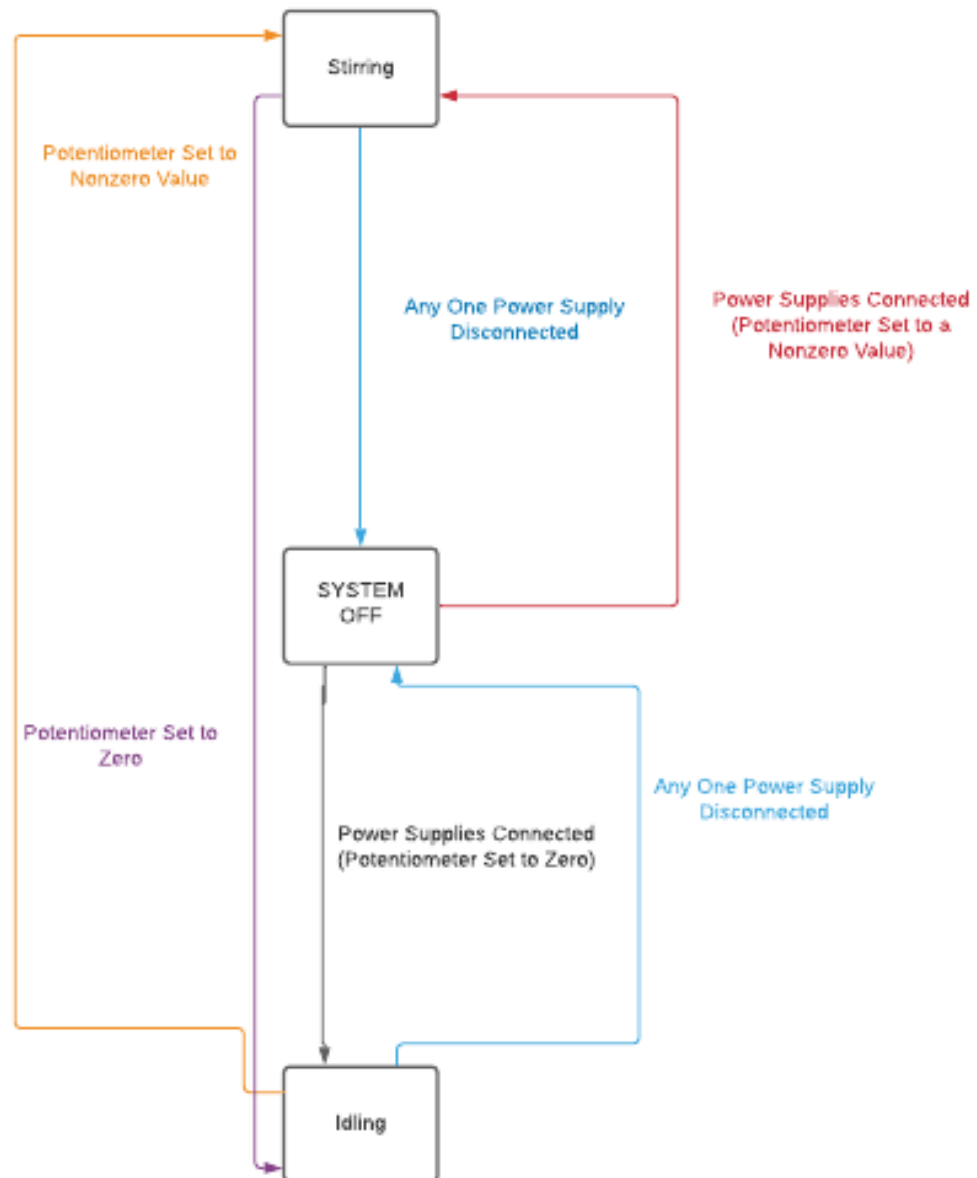 Stirring
Potentiometer Set to
Nonzero Value
Any One Power Supply
Disconnected
Power Supplies Connected
(Potentiometer Set to a
Nonzero Value)
SYSTEM
OFF
Potentiometer Set to
Zero
Any One Power Supply
Disconnected
Power Supplies Connected
(Potentiometer Set to Zero)
Idling